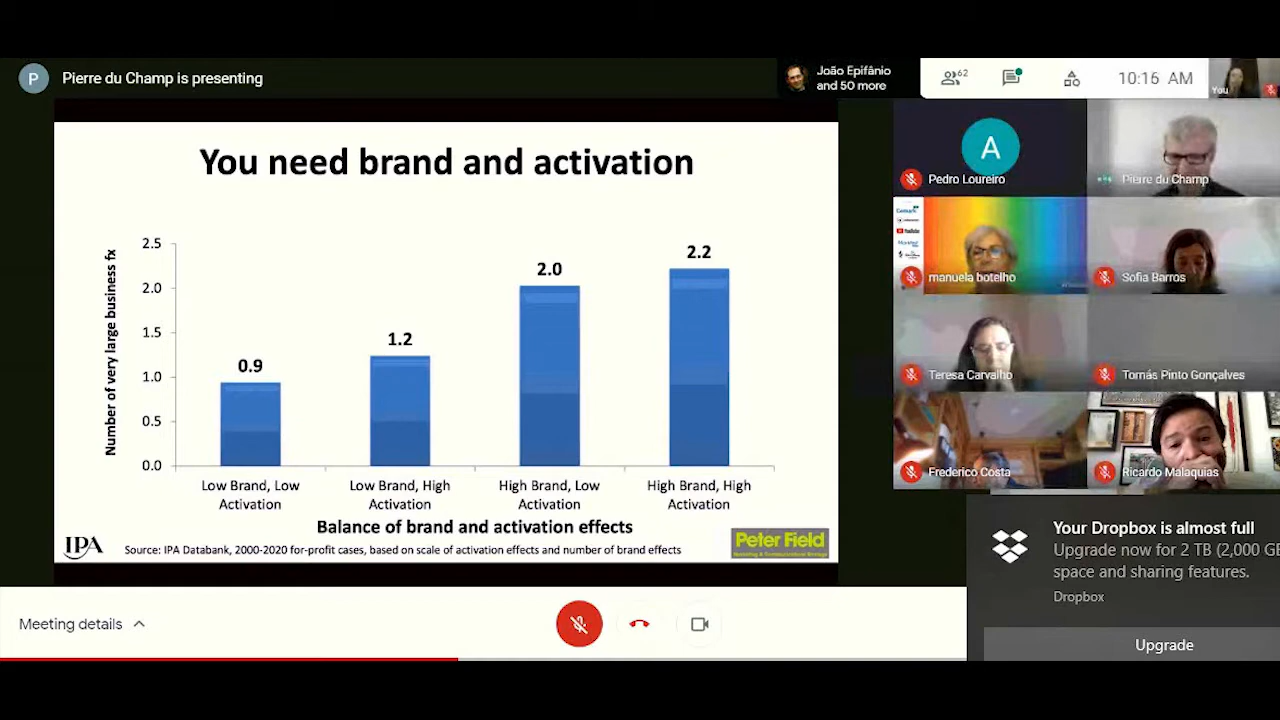 P
Pierre du Champ is presenting
João Epifânio
and 50 more
62
10:16 AM
You
You need brand and activation
Number of very large business fx
2.5
2.0
1.5
1.0
0.5
0.0
0.9
1.2
2.0
2.2
Low Brand, Low
Activation
Low Brand, High
Activation
High Brand, Low
Activation
High Brand, High
Activation
Balance of brand and activation effects
IPA
Source: IPA Databank, 2000-2020 for-profit cases, based on scale of activation effects and number of brand effects
Peter Field
A
Pedro Loureiro
Pierre du Champ
YouTube
manuela botelho
Sofia Barros
Teresa Carvalho
Tomás Pinto Gonçalves
Frederico Costa
Ricardo Malaquias
Your Dropbox is almost full
Upgrade now for 2 TB (2,000 GB
space and sharing features.
Dropbox
Upgrade
Meeting details